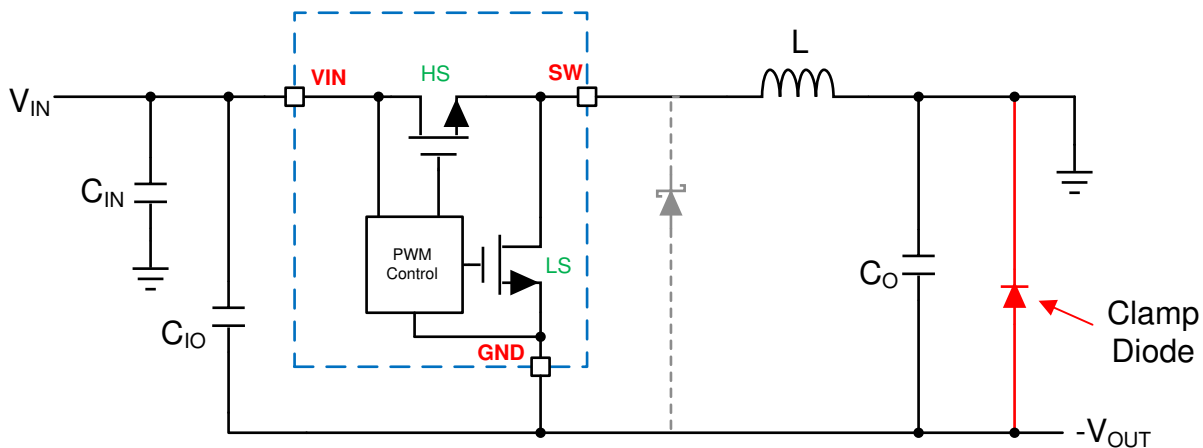 L
VIN
HS
SW
VIN
CIN
PWM
Control
LS
CO
CIO
GND
Clamp
Diode
-VOUT